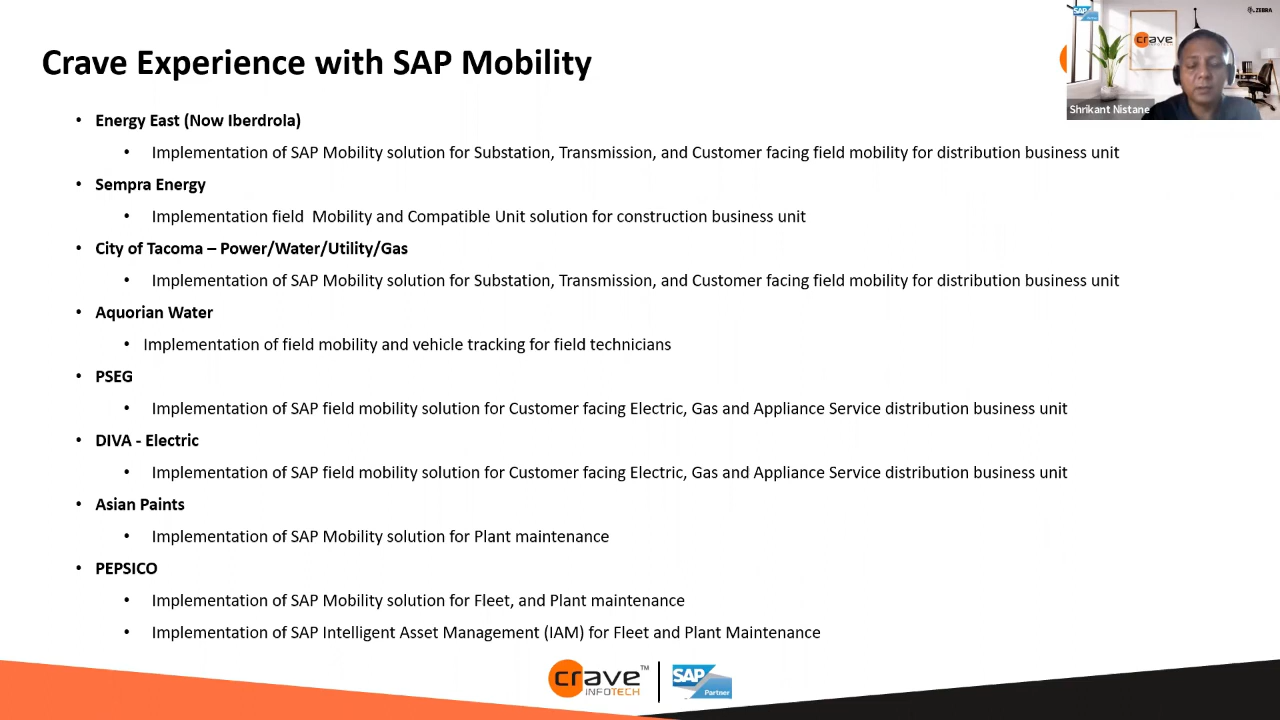 Crave Experience with SAP Mobility
SAP
ZEBRA
crave
Shrikant Nistane
• Energy East (Now Iberdrola)
• Implementation of SAP Mobility solution for Substation, Transmission, and Customer facing field mobility for distribution business unit
• Sempra Energy
• Implementation field  Mobility and Compatible Unit solution for construction business unit
• City of Tacoma – Power/Water/Utility/Gas
• Implementation of SAP Mobility solution for Substation, Transmission, and Customer facing field mobility for distribution business unit
• Aquorian Water
• Implementation of field mobility and vehicle tracking for field technicians
• PSEG
• Implementation of SAP field mobility solution for Customer facing Electric, Gas and Appliance Service distribution business unit
• DIVA - Electric
• Implementation of SAP field mobility solution for Customer facing Electric, Gas and Appliance Service distribution business unit
• Asian Paints
• Implementation of SAP Mobility solution for Plant maintenance
• PEPSICO
• Implementation of SAP Mobility solution for Fleet, and Plant maintenance
• Implementation of SAP Intelligent Asset Management (IAM) for Fleet and Plant Maintenance
crave™
INFOTECH
SAP
Partner